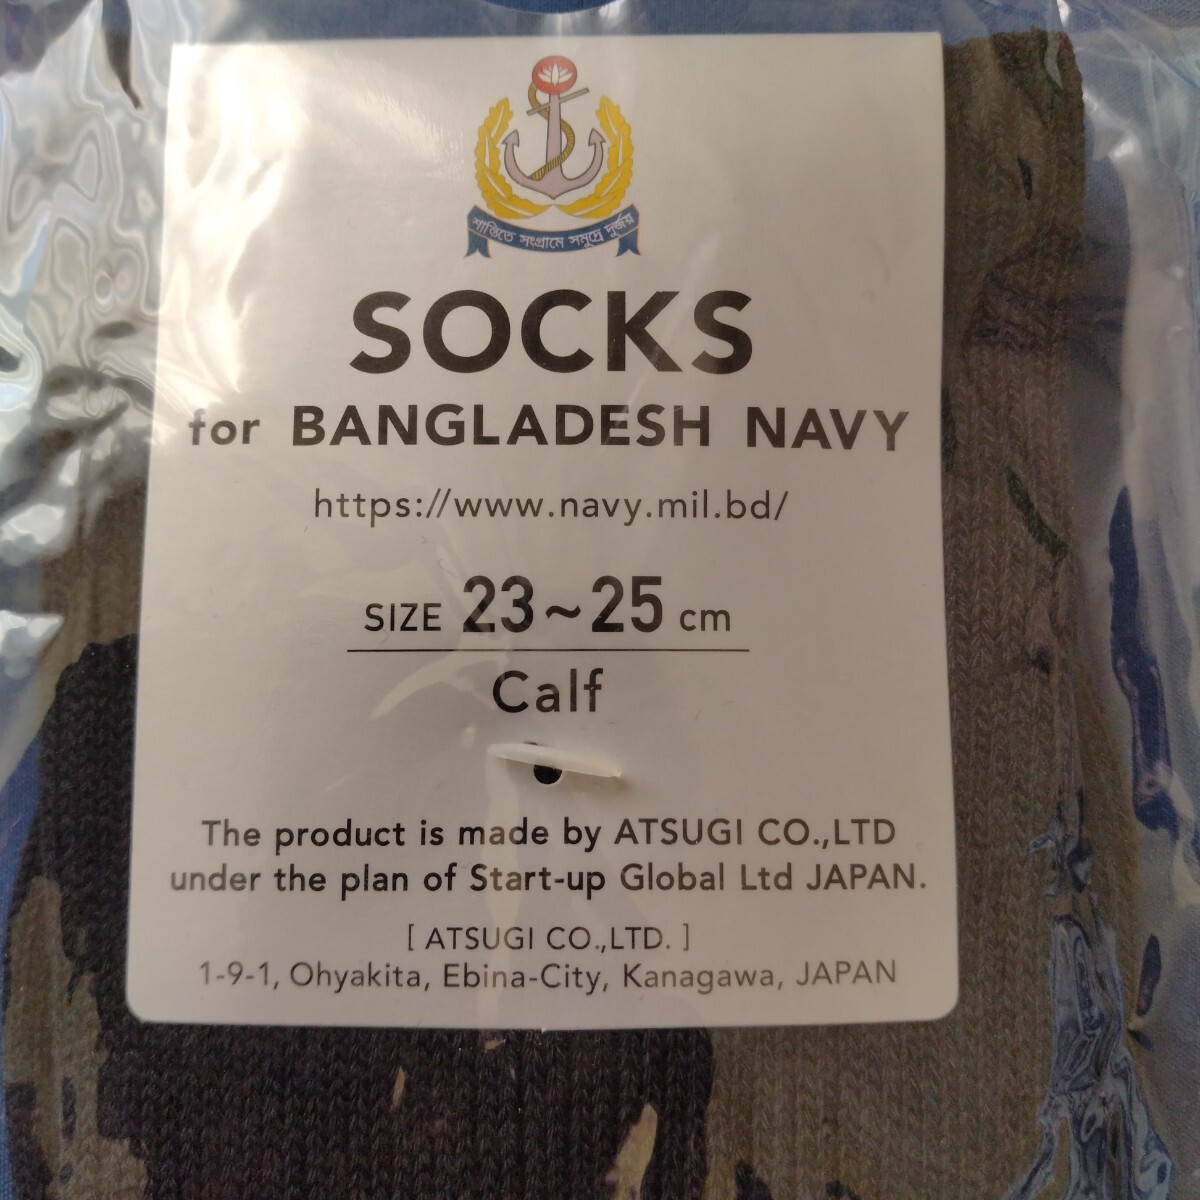 শান্তিতে সংগ্রামে সমুদ্রে দুর্জয়
SOCKS
for BANGLADESH NAVY
https://www.navy.mil.bd/
SIZE 23~25 cm
Calf
The product is made by ATSUGI CO.,LTD
under the plan of Start-up Global Ltd JAPAN.
[ ATSUGI CO.,LTD. ]
1-9-1, Ohyakita, Ebina-City, Kanagawa, JAPAN